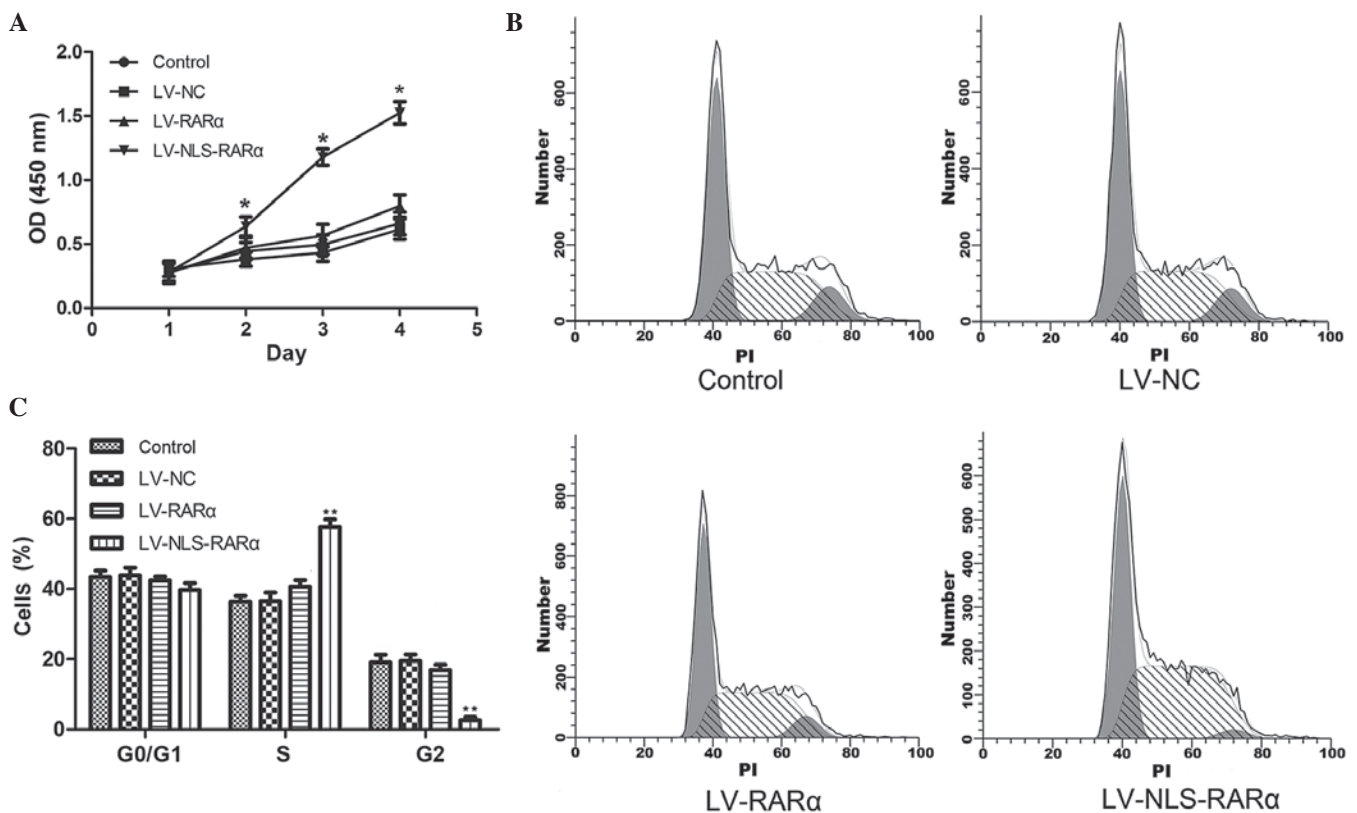 A
OD (450 nm)
2.0
1.5
1.0
0.5
0.0
0 1 2 3 4 5
Day
Control
LV-NC
LV-RARα
LV-NLS-RARα
*
*
*
B
Number
600
400
200
0
0 20 40 60 80 100
PI
Control
Number
600
400
200
0
0 20 40 60 80 100
PI
LV-NC
C
Cells (%)
80
60
40
20
0
Control
LV-NC
LV-RARα
LV-NLS-RARα
**
**
G0/G1 S G2
Number
800
600
400
200
0
0 20 40 60 80 100
PI
LV-RARα
Number
600
500
400
300
200
100
0
0 20 40 60 80 100
PI
LV-NLS-RARα